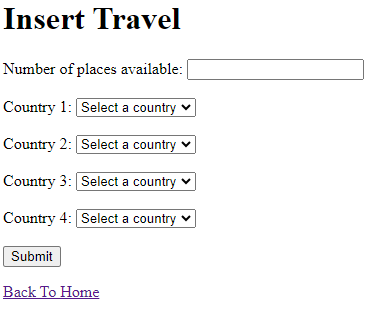 Insert Travel
Number of places available:
Country 1: Select a country
Country 2: Select a country
Country 3: Select a country
Country 4: Select a country
Submit
Back To Home